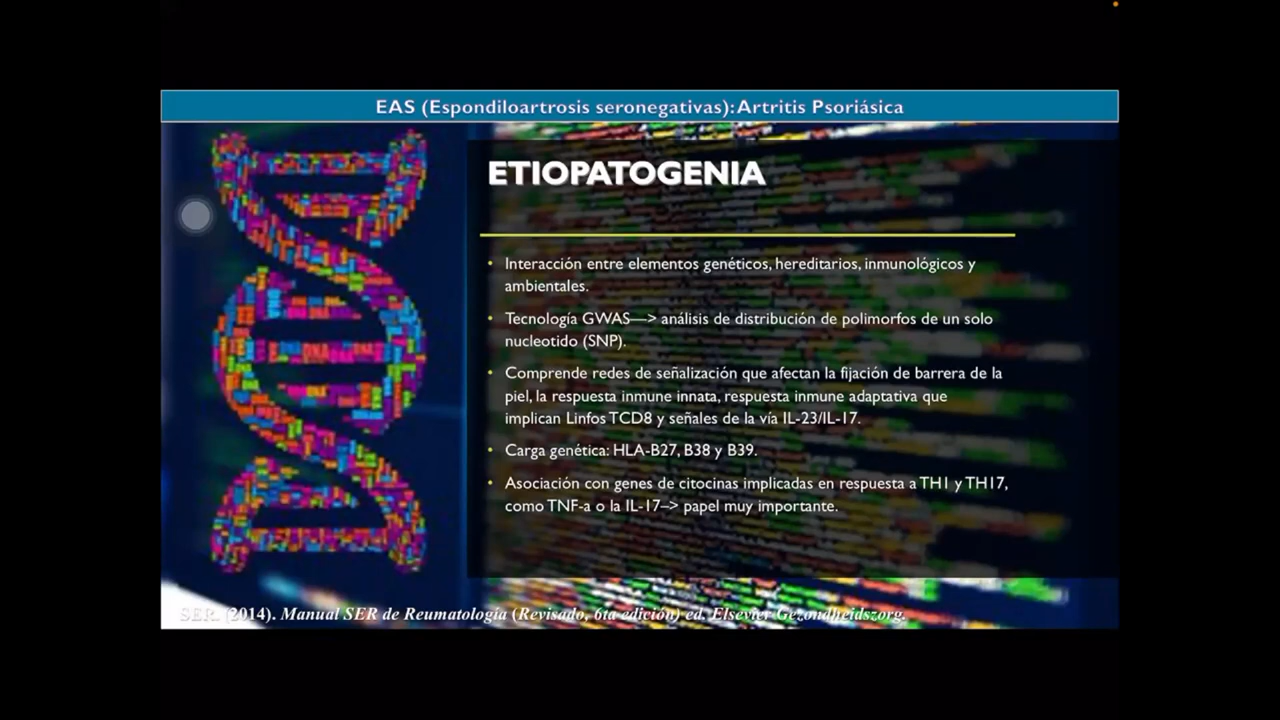 EAS (Espondiloartrosis seronegativas): Artritis Psoriásica
ETIOPATOGENIA
• Interacción entre elementos genéticos, hereditarios, inmunológicos y
ambientales.
• Tecnología GWAS—> análisis de distribución de polimorfos de un solo
nucleotido (SNP).
• Comprende redes de señalización que afectan la fijación de barrera de la
piel, la respuesta inmune innata, respuesta inmune adaptativa que
implican Linfos TCD8 y señales de la vía IL-23/IL-17.
• Carga genética: HLA-B27, B38 y B39.
• Asociación con genes de citocinas implicadas en respuesta a TH1 y TH17,
como TNF-a o la IL-17–> papel muy importante.
SER. (2014). Manual SER de Reumatología (Revisado, 6ta edición) ed. Elsevier Gezondheidszorg.
DNA